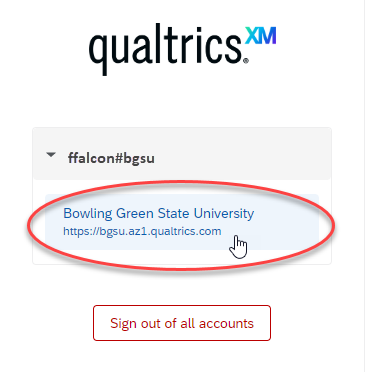 qualtrics.XM
ffalcon#bgsu
Bowling Green State University
https://bgsu.az1.qualtrics.com
Sign out of all accounts